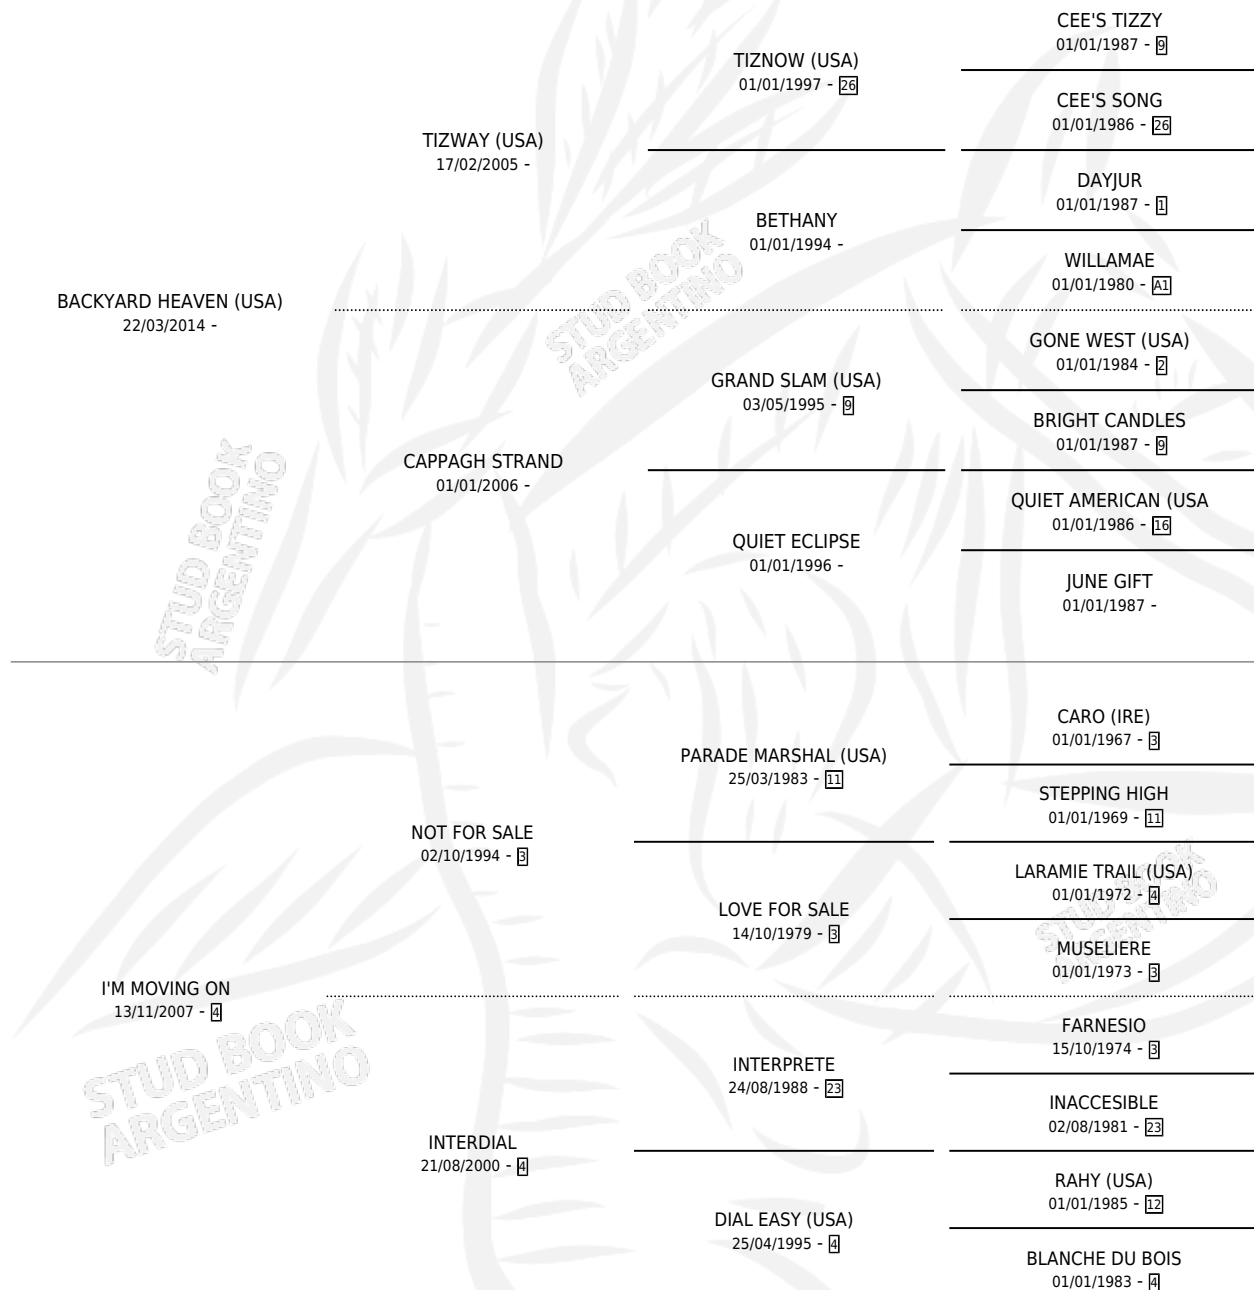 CEE'S TIZZY
01/01/1987 - 9
TIZNOW (USA)
01/01/1997 - 26
CEE'S SONG
01/01/1986 - 26
TIZWAY (USA)
17/02/2005 -
DAYJUR
01/01/1987 - 1
BETHANY
01/01/1994 -
WILLAMAE
01/01/1980 - A1
BACKYARD HEAVEN (USA)
22/03/2014 -
STUD BOOK
ARGENTINO
GONE WEST (USA)
01/01/1984 - 2
GRAND SLAM (USA)
03/05/1995 - 9
BRIGHT CANDLES
01/01/1987 - 9
CAPPAGH STRAND
01/01/2006 -
QUIET AMERICAN (USA
01/01/1986 - 16
QUIET ECLIPSE
01/01/1996 -
JUNE GIFT
01/01/1987 -
STUD BOOK
ARGENTINO
CARO (IRE)
01/01/1967 - 3
PARADE MARSHAL (USA)
25/03/1983 - 11
STEPPING HIGH
01/01/1969 - 11
NOT FOR SALE
02/10/1994 - 3
LARAMIE TRAIL (USA)
01/01/1972 - 4
LOVE FOR SALE
14/10/1979 - 3
STUD BOOK
ARGENTINO
MUSELIERE
01/01/1973 - 3
I'M MOVING ON
13/11/2007 - 4
STUD BOOK
ARGENTINO
FARNESIO
15/10/1974 - 3
INTERPRETE
24/08/1988 - 23
INACCESIBLE
02/08/1981 - 23
INTERDIAL
21/08/2000 - 4
RAHY (USA)
01/01/1985 - 12
DIAL EASY (USA)
25/04/1995 - 4
BLANCHE DU BOIS
01/01/1983 - 4